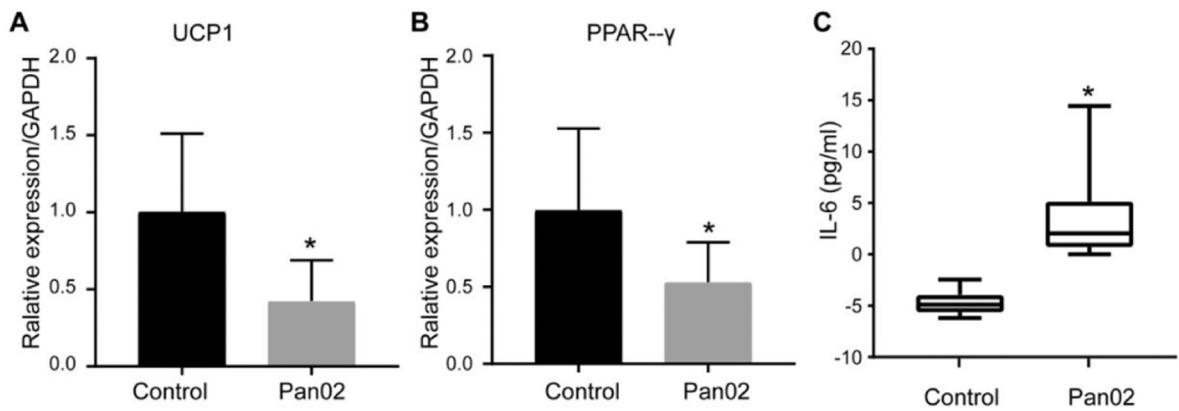 A
UCP1
Ralative expression/GAPDH
2.0
1.5
1.0
0.5
0.0
*
Control
Pan02
B
PPAR--γ
Ralative expression/GAPDH
2.0
1.5
1.0
0.5
0.0
*
Control
Pan02
C
IL-6 (pg/ml)
20
15
10
5
0
-5
-10
*
Control
Pan02